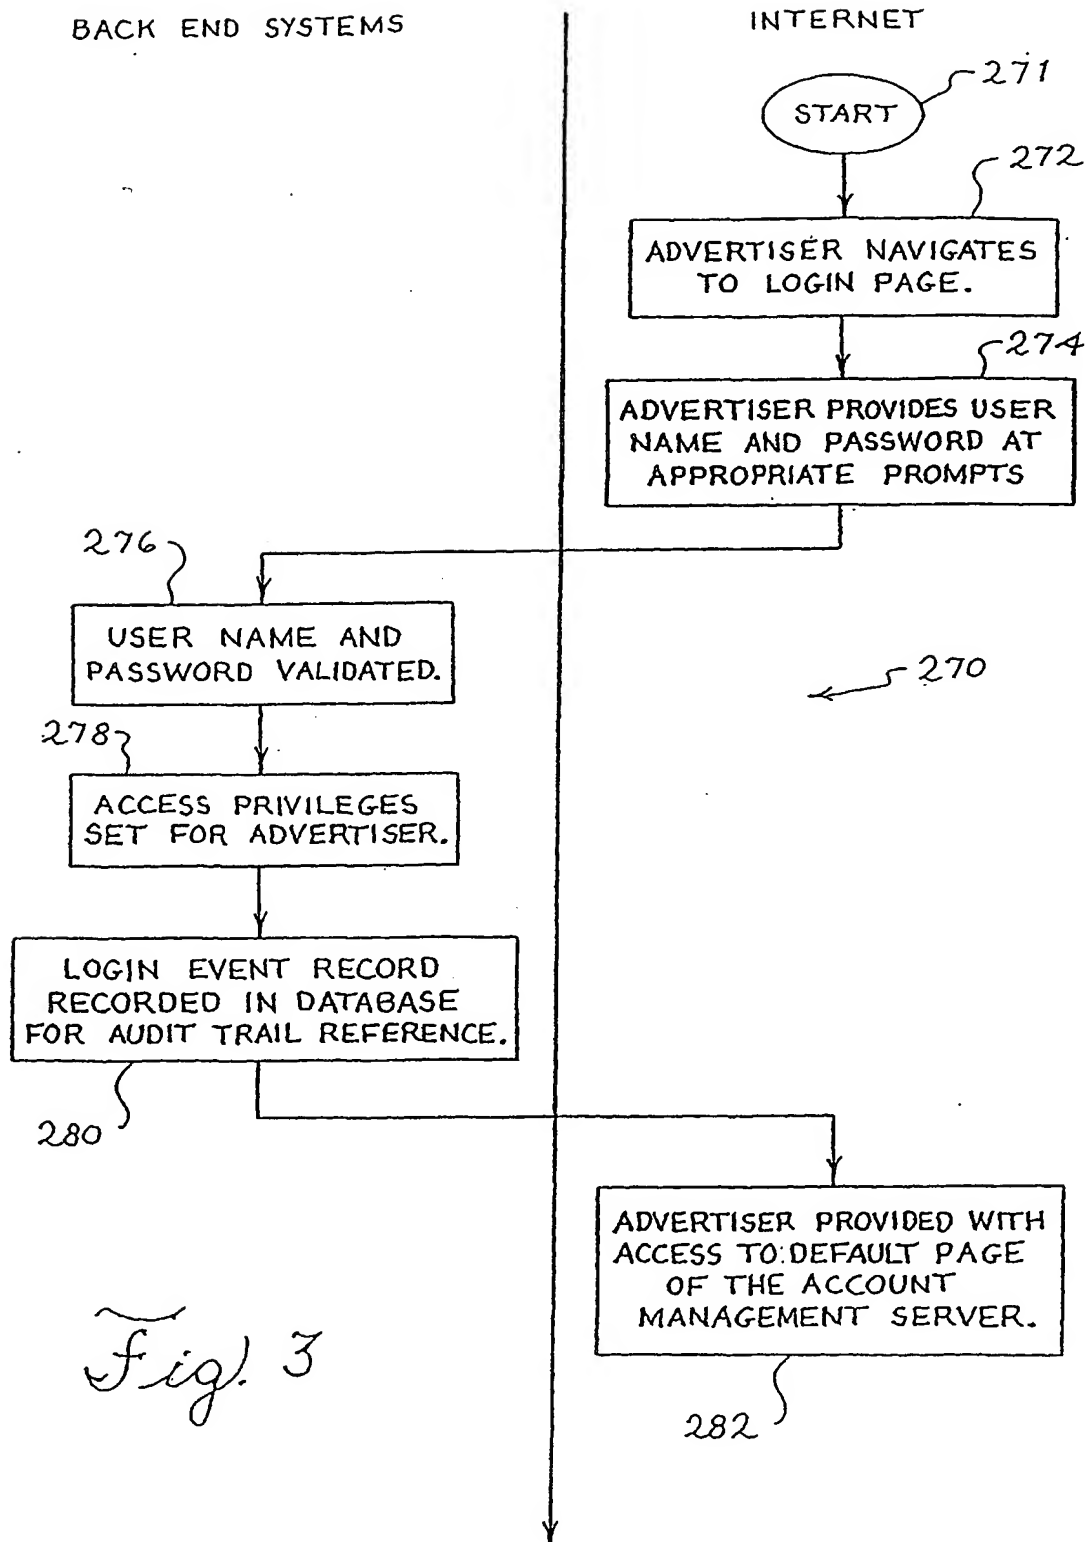 BACK END SYSTEMS
INTERNET
START
271
272
ADVERTISER NAVIGATES
TO LOGIN PAGE.
274
ADVERTISER PROVIDES USER
NAME AND PASSWORD AT
APPROPRIATE PROMPTS
276
USER NAME AND
PASSWORD VALIDATED.
270
278
ACCESS PRIVILEGES
SET FOR ADVERTISER.
LOGIN EVENT RECORD
RECORDED IN DATABASE
FOR AUDIT TRAIL REFERENCE.
280
ADVERTISER PROVIDED WITH
ACCESS TO DEFAULT PAGE
OF THE ACCOUNT
MANAGEMENT SERVER.
282
Fig. 3